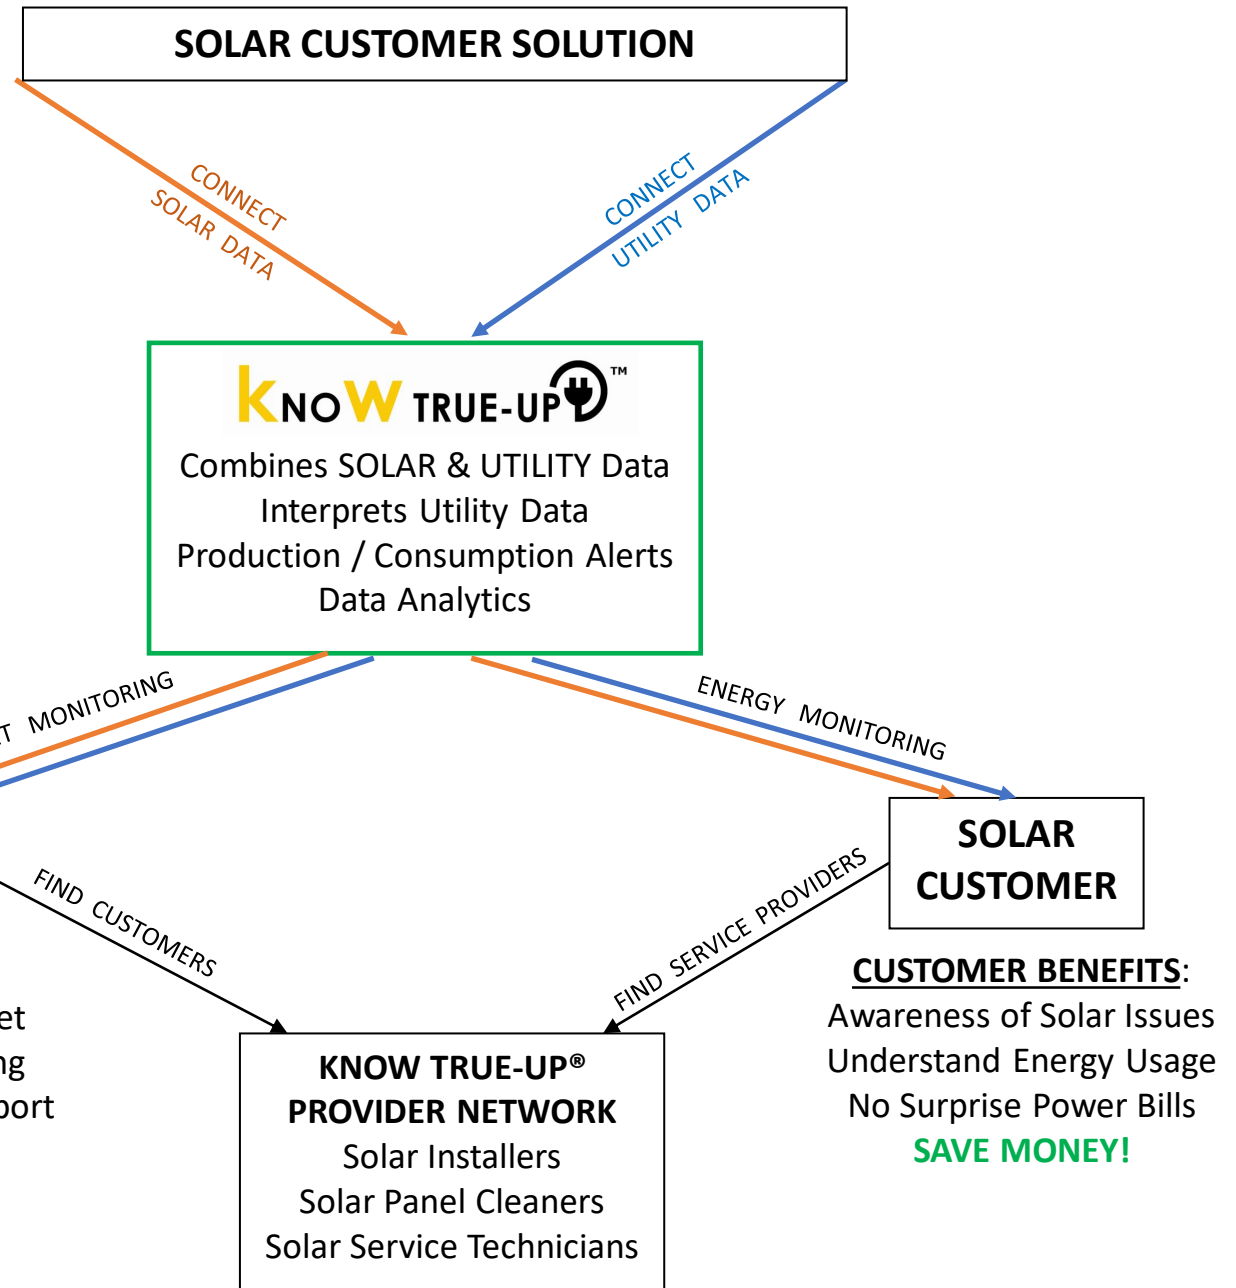 SOLAR CUSTOMER SOLUTION
CONNECT
SOLAR DATA
CONNECT
UTILITY DATA
kNOW TRUE-UP™
Combines SOLAR & UTILITY Data
Interprets Utility Data
Production / Consumption Alerts
Data Analytics
MONITORING
ENERGY MONITORING
SOLAR
CUSTOMER
FIND CUSTOMERS
FIND SERVICE PROVIDERS
CUSTOMER BENEFITS:
Awareness of Solar Issues
Understand Energy Usage
No Surprise Power Bills
SAVE MONEY!
KNOW TRUE-UP®
PROVIDER NETWORK
Solar Installers
Solar Panel Cleaners
Solar Service Technicians